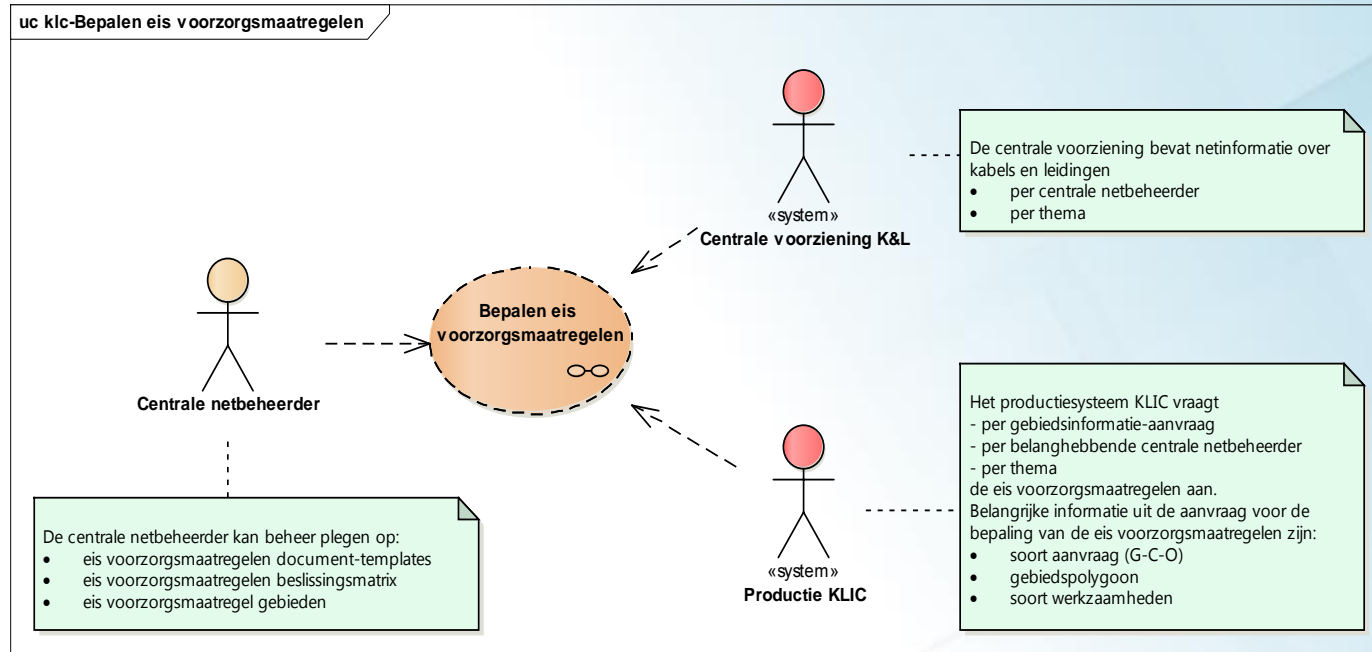 uc klc-Bepalen eis voorzorgsmaatregelen
De centrale voorziening bevat netinformatie over
kabels en leidingen
• per centrale netbeheerder
• per thema
«system»
Centrale voorziening K&L
Bepalen eis
voorzorgsmaatregelen
Centrale netbeheerder
Het productiesysteem KLIC vraagt
- per gebiedsinformatie-aanvraag
- per belanghebbende centrale netbeheerder
- per thema
de eis voorzorgsmaatregelen aan.
Belangrijke informatie uit de aanvraag voor de
bepaling van de eis voorzorgsmaatregelen zijn:
• soort aanvraag (G-C-O)
• gebiedspolygoon
• soort werkzaamheden
«system»
Productie KLIC
De centrale netbeheerder kan beheer plegen op:
• eis voorzorgsmaatregelen document-templates
• eis voorzorgsmaatregelen beslissingsmatrix
• eis voorzorgsmaatregel gebieden